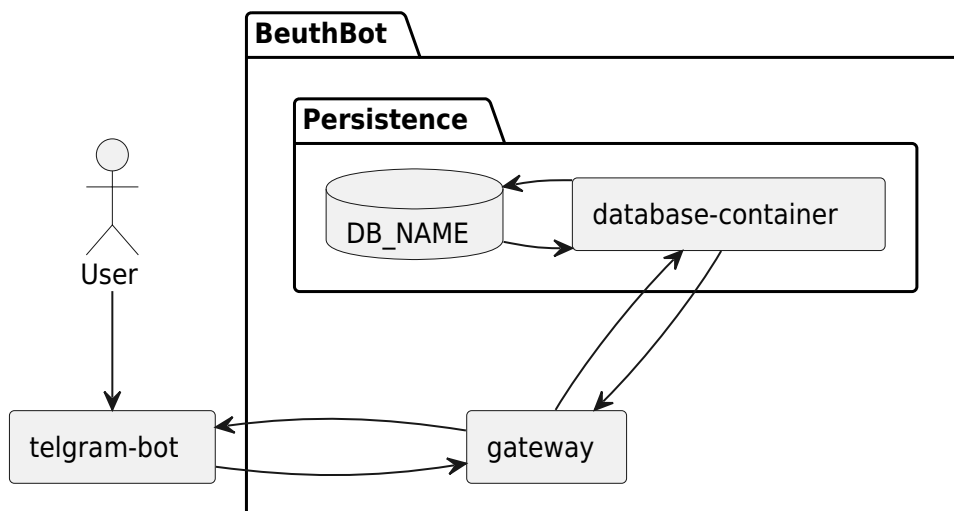 BeuthBot
Persistence
DB_NAME
database-container
User
telgram-bot
gateway